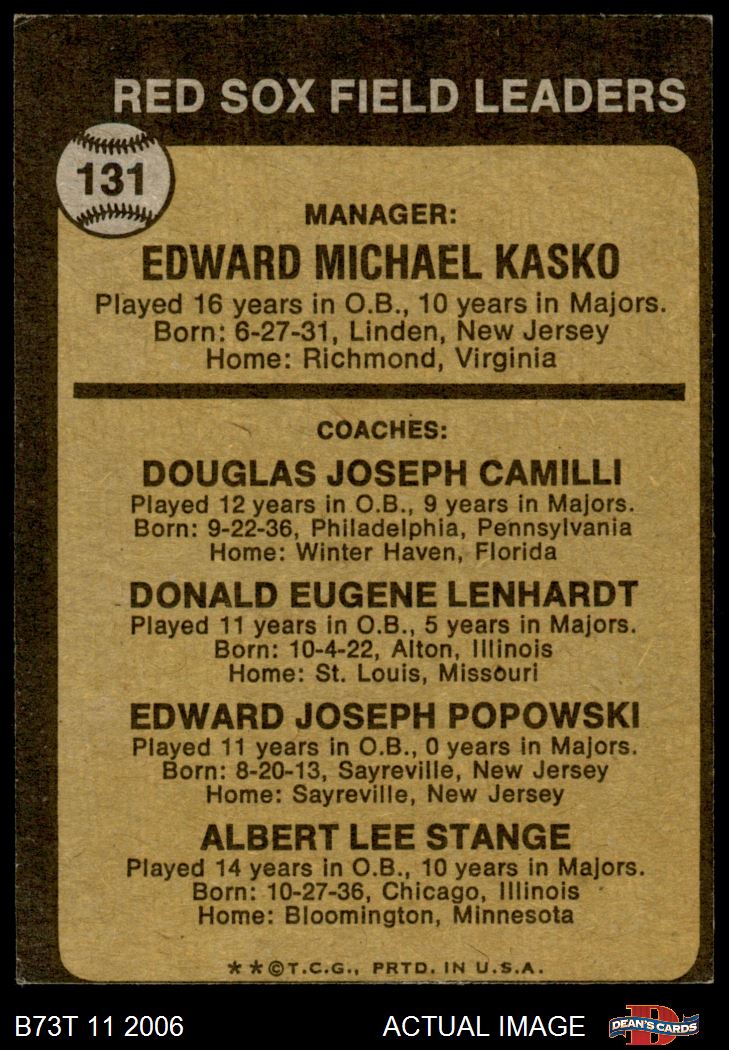 RED SOX FIELD LEADERS
131
MANAGER:
EDWARD MICHAEL KASKO
Played 16 years in O.B., 10 years in Majors.
Born: 6-27-31, Linden, New Jersey
Home: Richmond, Virginia
COACHES:
DOUGLAS JOSEPH CAMILLI
Played 12 years in O.B., 9 years in Majors.
Born: 9-22-36, Philadelphia, Pennsylvania
Home: Winter Haven, Florida
DONALD EUGENE LENHARDT
Played 11 years in O.B., 5 years in Majors.
Born: 10-4-22, Alton, Illinois
Home: St. Louis, Missouri
EDWARD JOSEPH POPOWSKI
Played 11 years in O.B., 0 years in Majors.
Born: 8-20-13, Sayreville, New Jersey
Home: Sayreville, New Jersey
ALBERT LEE STANGE
Played 14 years in O.B., 10 years in Majors.
Born: 10-27-36, Chicago, Illinois
Home: Bloomington, Minnesota
**©T.C.G., PRTD. IN U.S.A.
B73T 11 2006 ACTUAL IMAGE D DEAN'S CARDS